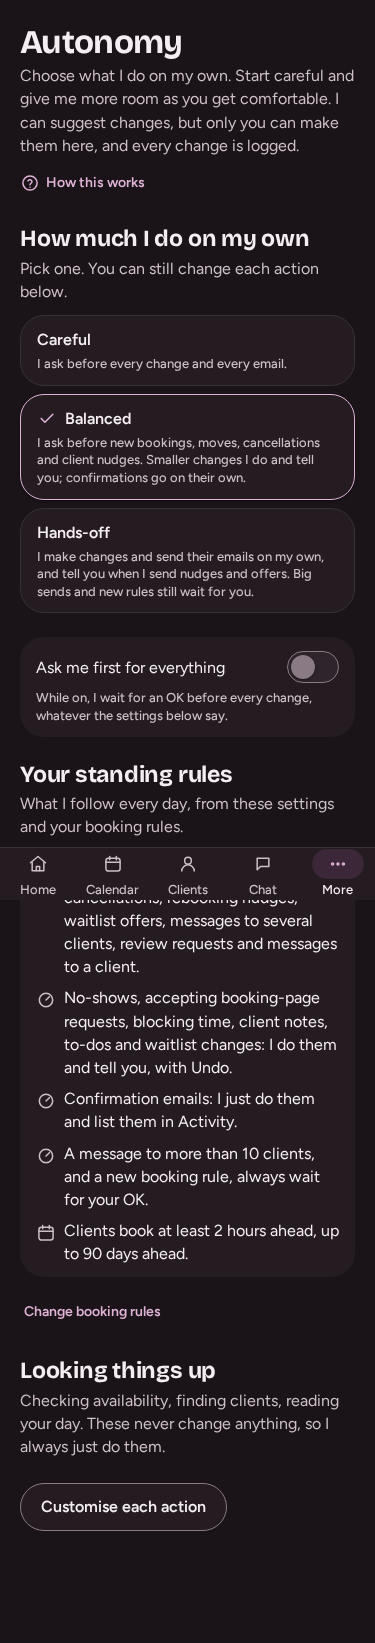 Autonomy
Choose what I do on my own. Start careful and
give me more room as you get comfortable. I
can suggest changes, but only you can make
them here, and every change is logged.
How this works
How much I do on my own
Pick one. You can still change each action
below.
Careful
I ask before every change and every email.
Balanced
I ask before new bookings, moves, cancellations
and client nudges. Smaller changes I do and tell
you; confirmations go on their own.
Hands-off
I make changes and send their emails on my own,
and tell you when I send nudges and offers. Big
sends and new rules still wait for you.
Ask me first for everything
While on, I wait for an OK before every change,
whatever the settings below say.
Your standing rules
What I follow every day, from these settings
and your booking rules.
Home
Calendar
Clients
Chat
More
cancellations, rebooking nudges,
waitlist offers, messages to several
clients, review requests and messages
to a client.
No-shows, accepting booking-page
requests, blocking time, client notes,
to-dos and waitlist changes: I do them
and tell you, with Undo.
Confirmation emails: I just do them
and list them in Activity.
A message to more than 10 clients,
and a new booking rule, always wait
for your OK.
Clients book at least 2 hours ahead, up
to 90 days ahead.
Change booking rules
Looking things up
Checking availability, finding clients, reading
your day. These never change anything, so I
always just do them.
Customise each action